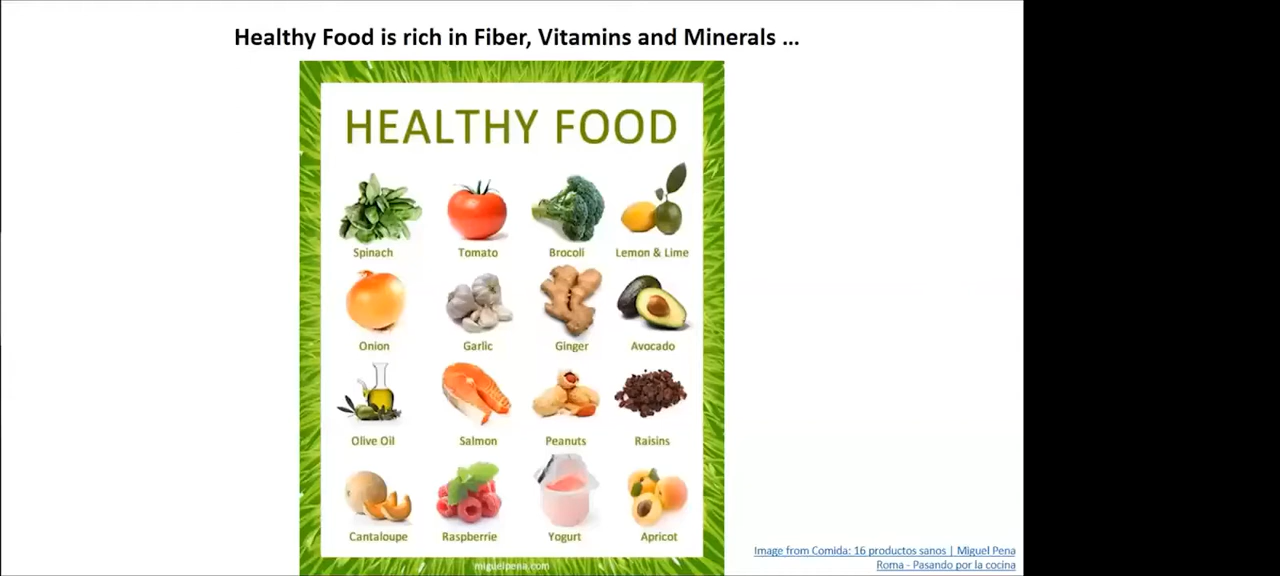 Healthy Food is rich in Fiber, Vitamins and Minerals ...
HEALTHY FOOD
Spinach Tomato Brocoli Lemon & Lime
Onion Garlic Ginger Avocado
Olive Oil Salmon Peanuts Raisins
Cantaloupe Raspberrie Yogurt Apricot
miguelpena.com
Image from Comida: 16 productos sanos | Miguel Pena
Roma - Pasando por la cocina